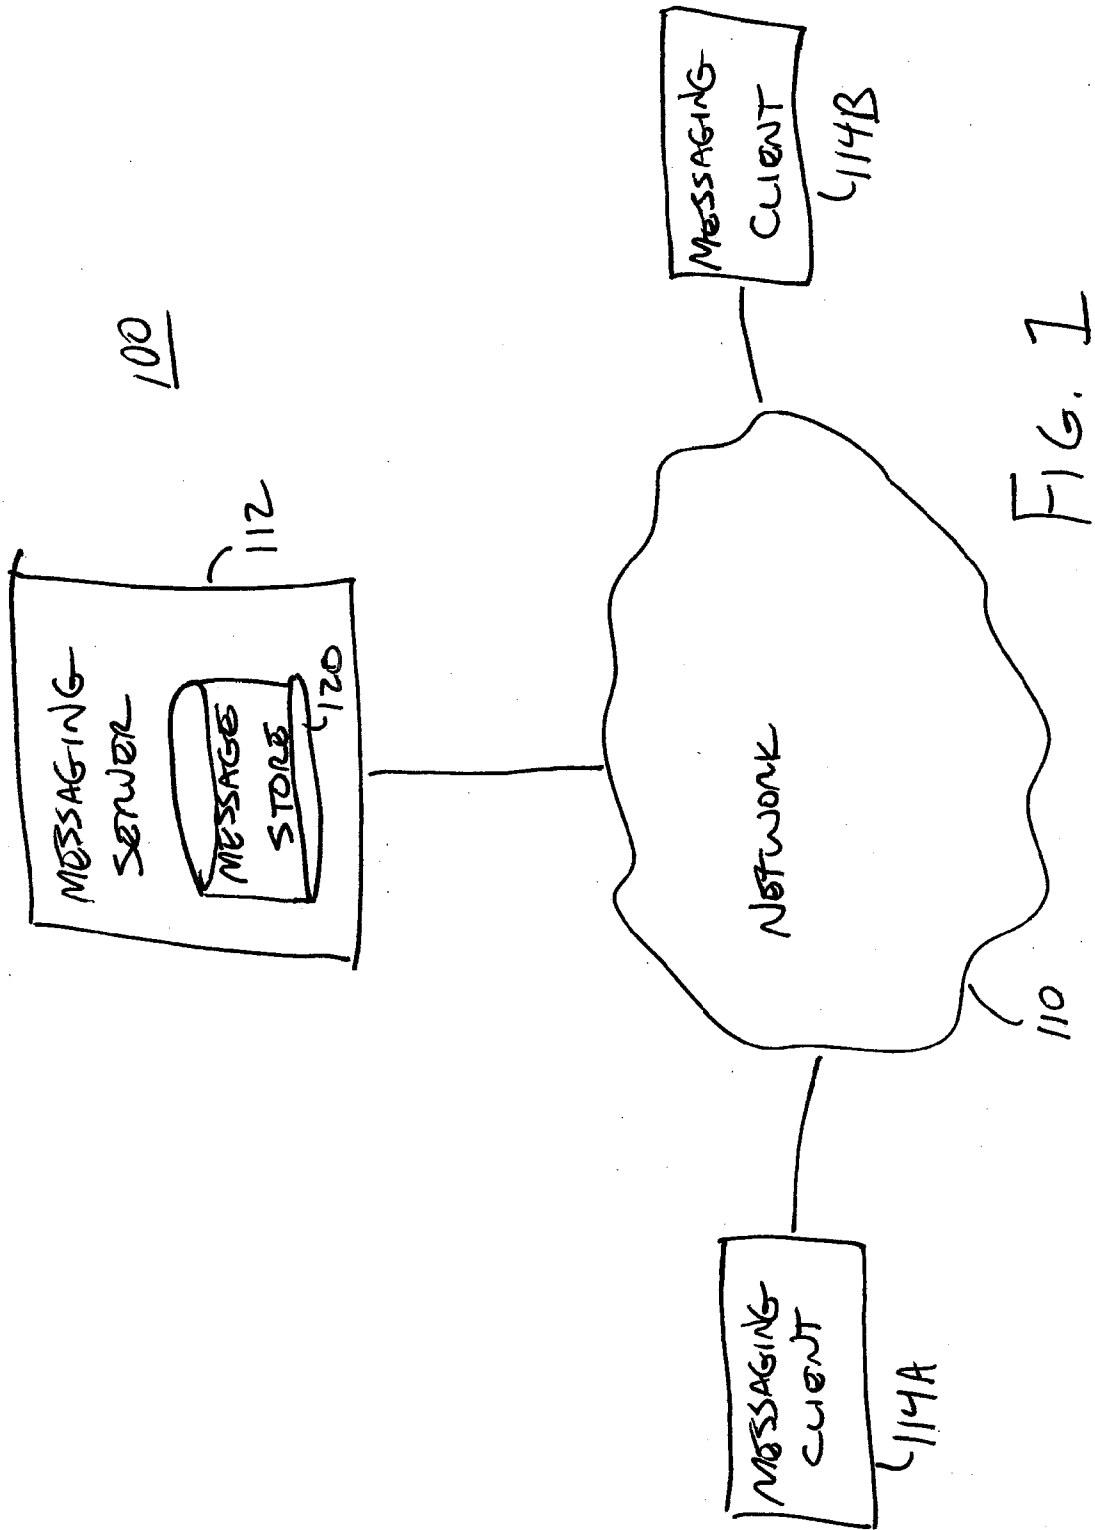 100
MESSAGING
SERVER
112
MESSAGE
STORE
120
NETWORK
110
MESSAGING
CLIENT
114A
MESSAGING
CLIENT
114B
FIG. 1